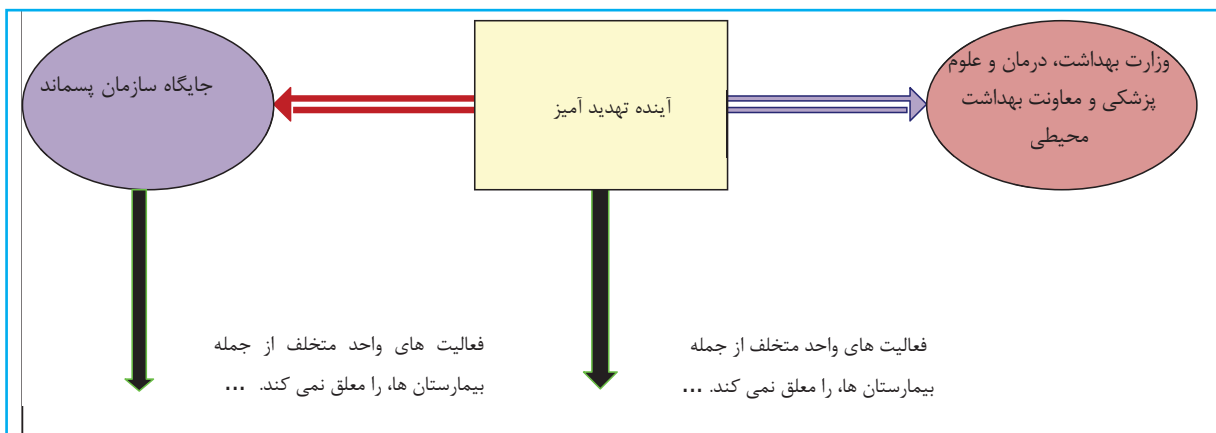 وزارت بهداشت، درمان و علوم
پزشکی و معاونت بهداشت
محیطی
آینده تهدید آمیز
جایگاه سازمان پسماند
فعالیت های واحد متخلف از جمله
بیمارستان ها، را معلق نمی کند. ...
فعالیت های واحد متخلف از جمله
بیمارستان ها، را معلق نمی کند. ...